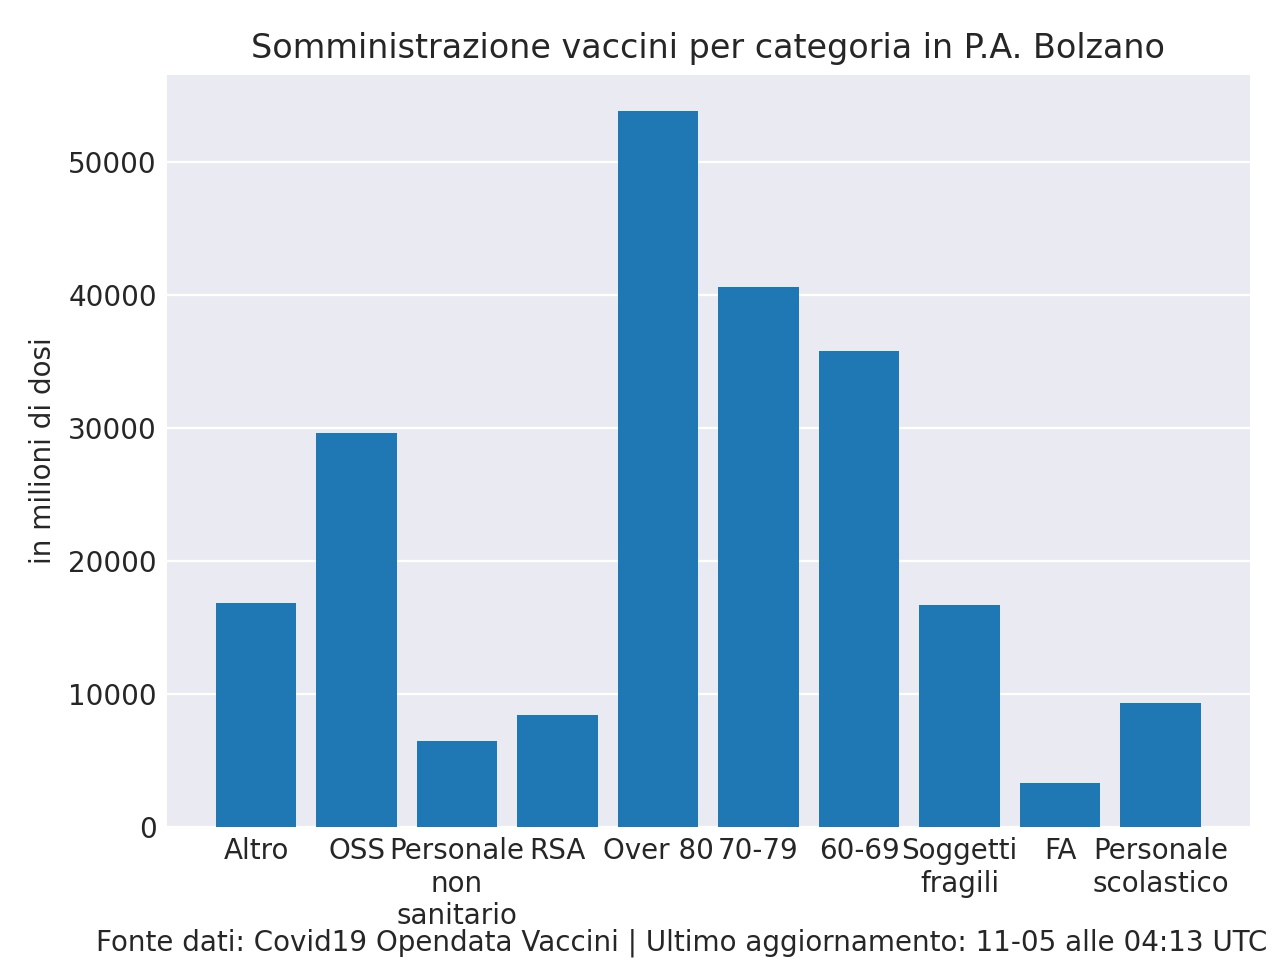 Somministrazione vaccini per categoria in P.A. Bolzano
in milioni di dosi
50000
40000
30000
20000
10000
0
Altro
OSS
Personale
non
sanitario
RSA
Over 80
70-79
60-69
Soggetti
fragili
FA
Personale
scolastico
Fonte dati: Covid19 Opendata Vaccini | Ultimo aggiornamento: 11-05 alle 04:13 UTC